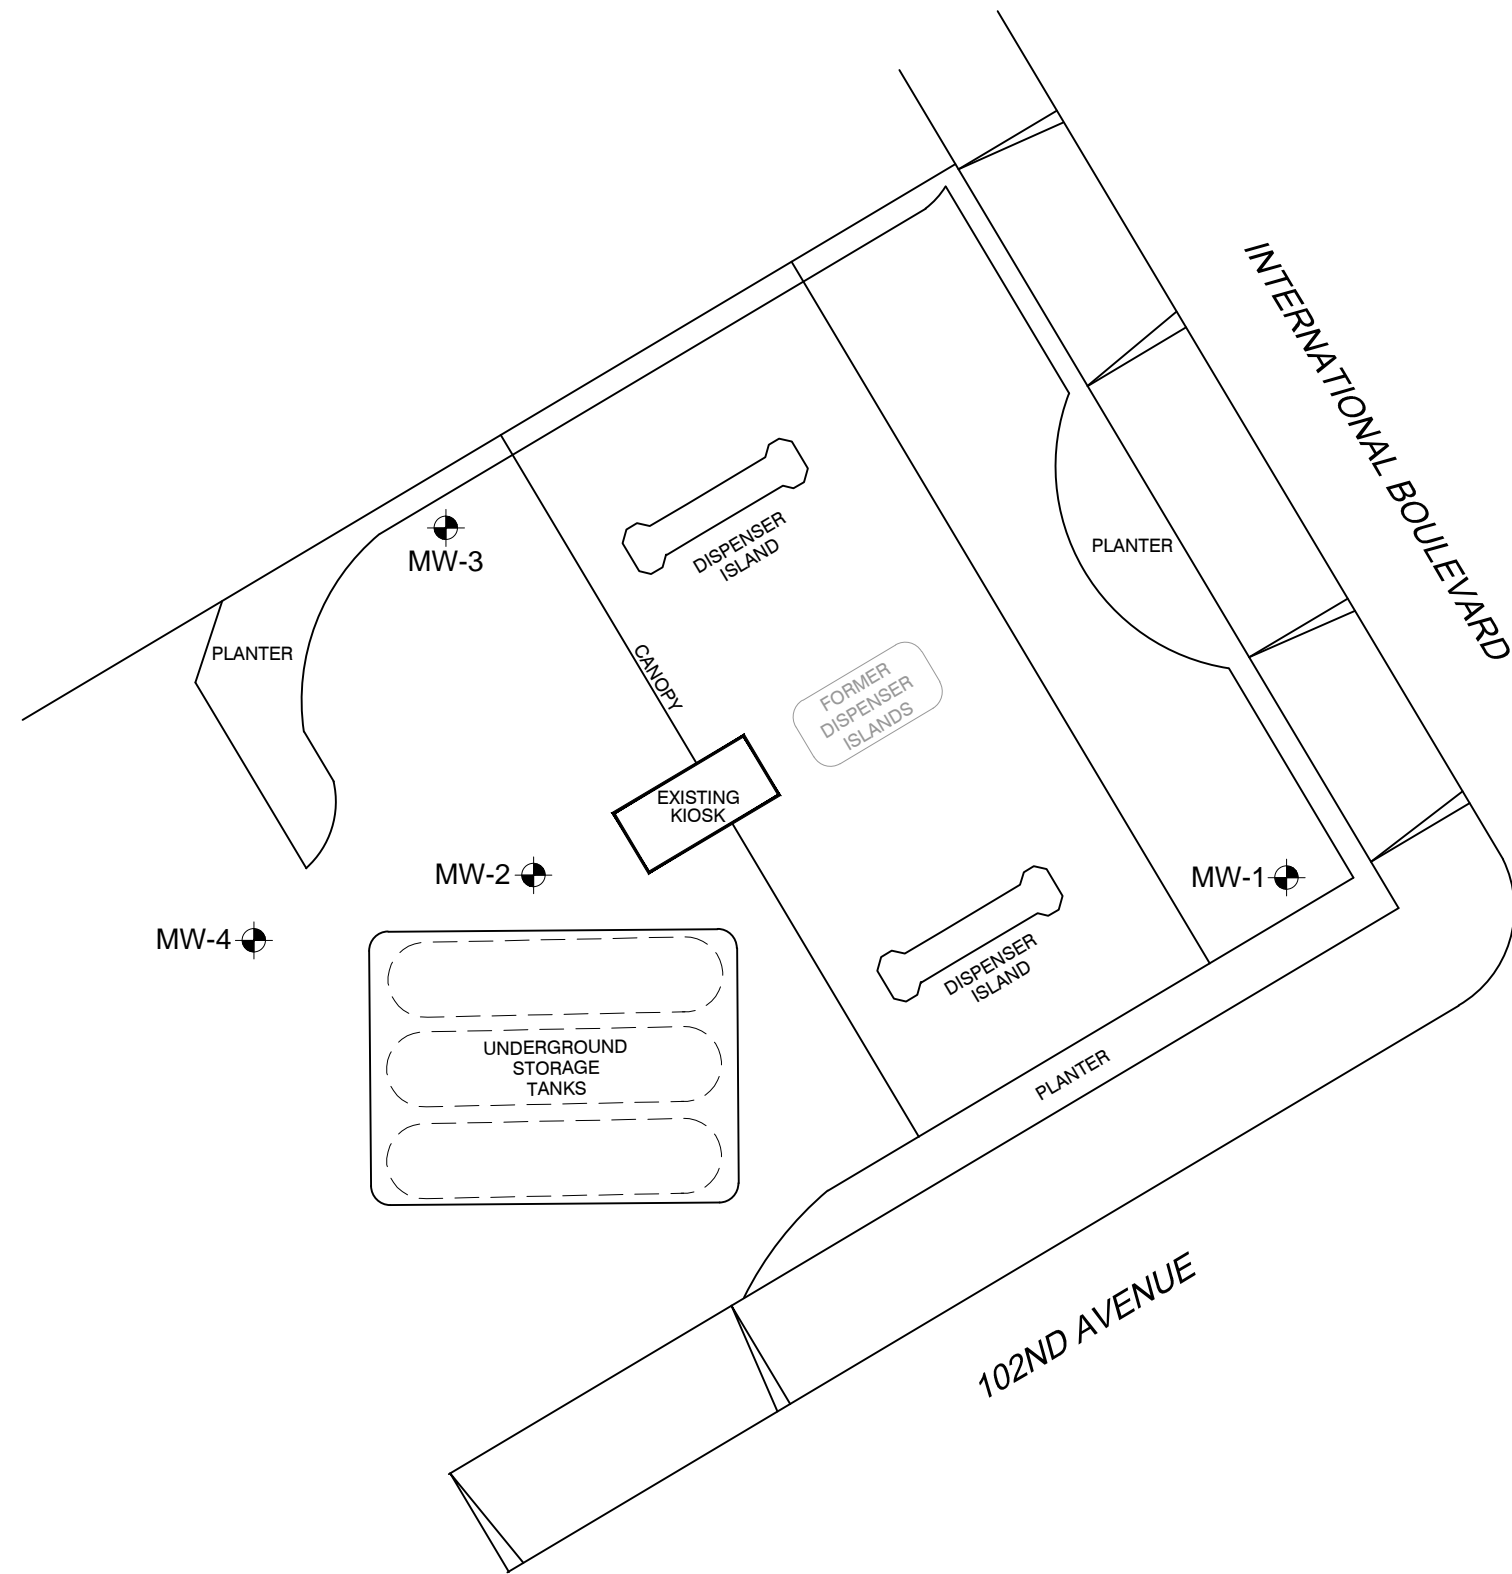 INTERNATIONAL BOULEVARD
DISPENSER
ISLAND
MW-3
PLANTER
PLANTER
CANOPY
FORMER
DISPENSER
ISLANDS
EXISTING
KIOSK
MW-2
MW-1
MW-4
DISPENSER
ISLAND
UNDERGROUND
STORAGE
TANKS
PLANTER
102ND AVENUE